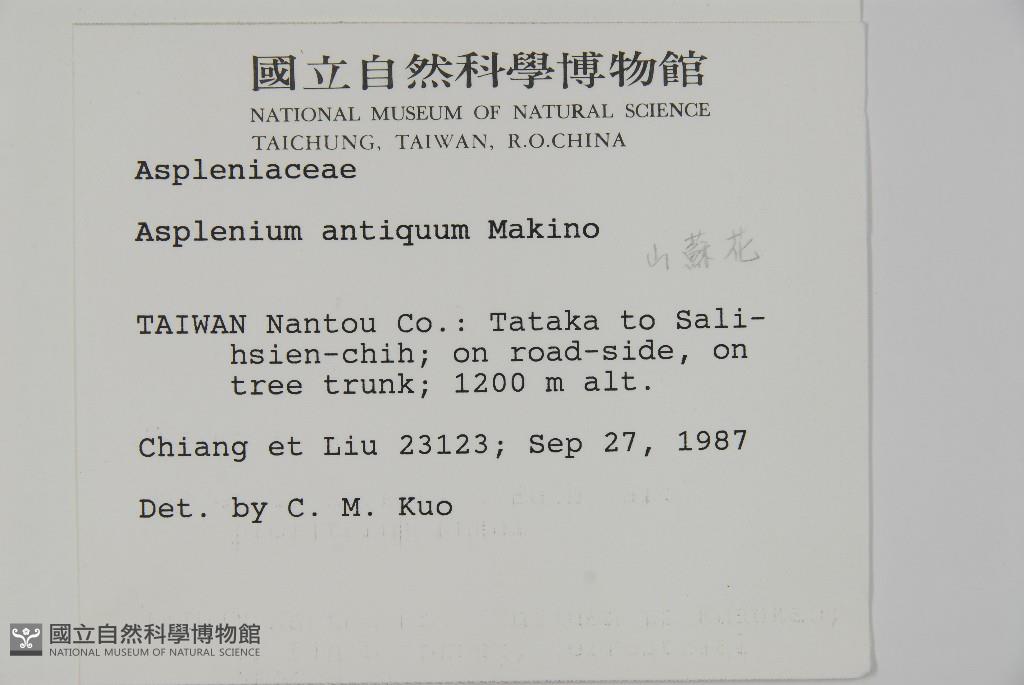 國立自然科學博物館
NATIONAL MUSEUM OF NATURAL SCIENCE
TAICHUNG, TAIWAN, R.O.CHINA
Aspleniaceae
Asplenium antiquum Makino
山蘇花
TAIWAN Nantou Co.: Tataka to Sali-
hsien-chih; on road-side, on
tree trunk; 1200 m alt.
Chiang et Liu 23123; Sep 27, 1987
Det. by C. M. Kuo
國立自然科學博物館
NATIONAL MUSEUM OF NATURAL SCIENCE